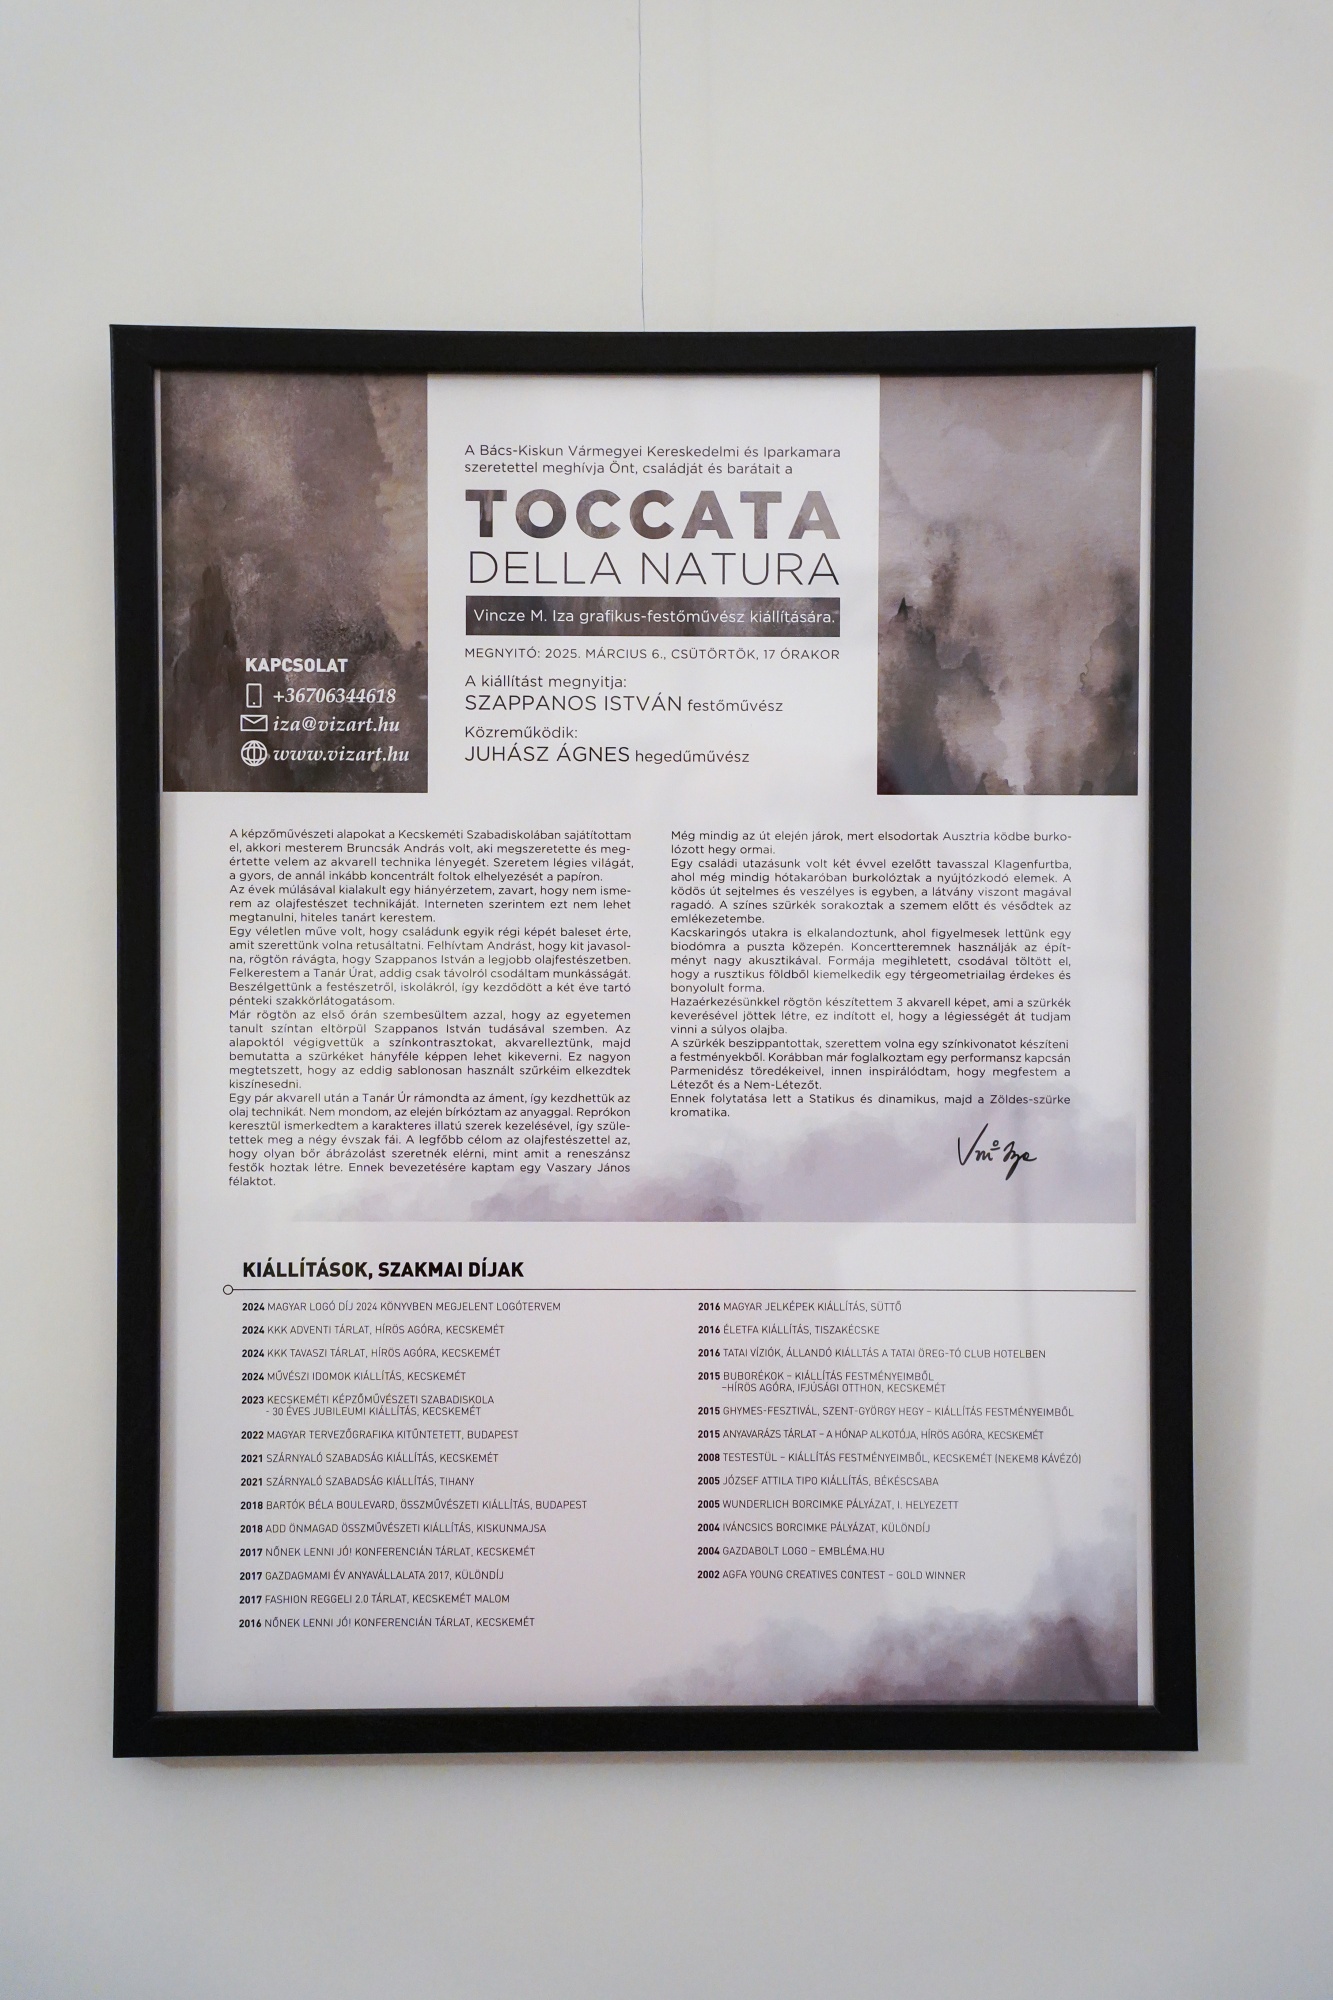 A Bács-Kiskun Vármegyei Kereskedelmi és Iparkamara
szeretettel meghívja Önt, családját és barátait a
TOCCATA
DELLA NATURA
Vincze M. Iza grafikus-festőművész kiállítására.
MEGNYITÓ: 2025. MÁRCIUS 6., CSÜTÖRTÖK, 17 ÓRAKOR
A kiállítást megnyitja:
SZAPPANOS ISTVÁN festőművész
Közreműködik:
JUHÁSZ ÁGNES hegedűművész
KAPCSOLAT
+36706344618
iza@vizart.hu
www.vizart.hu
A képzőművészeti alapokat a Kecskeméti Szabadiskolában sajátítottam
el, akkori mesterem Bruncsák András volt, aki megszerettette és meg-
értette velem az akvarell technika lényegét. Szeretem légies világát,
a gyors, de annál inkább koncentrált foltok elhelyezését a papíron.
Az évek múlásával kialakult egy hiányérzetem, zavart, hogy nem isme-
rem az olajfestészet technikáját. Interneten szerintem ezt nem lehet
megtanulni, hiteles tanárt kerestem.
Egy véletlen műve volt, hogy családunk egyik régi képét baleset érte,
amit szerettünk volna retusáltatni. Felhívtam Andrást, hogy kit javasol-
na, rögtön rávágta, hogy Szappanos István a legjobb olajfestészetben.
Felkerestem a Tanár Úrat, addig csak távolról csodáltam munkásságát.
Beszélgettünk a festészetről, iskolákról, így kezdődött a két éve tartó
pénteki szakkörlátogatásom.
Már rögtön az első órán szembesültem azzal, hogy az egyetemen
tanult színtan eltörpül Szappanos István tudásával szemben. Az
alapoktól végigvettük a színkontrasztokat, akvarelleztünk, majd
bemutatta a szürkéket hányféle képpen lehet kikeverni. Ez nagyon
megtetszett, hogy az eddig sablonosan használt szűrkéim elkezdtek
kiszínesedni.
Egy pár akvarell után a Tanár Úr rámondta az áment, így kezdhettük az
olaj technikát. Nem mondom, az elején bírkóztam az anyaggal. Reprókon
keresztül ismerkedtem a karakteres illatú szerek kezelésével, így szüle-
tettek meg a négy évszak fái. A legfőbb célom az olajfestészettel az,
hogy olyan bőr ábrázolást szeretnék elérni, mint amit a reneszánsz
festők hoztak létre. Ennek bevezetésére kaptam egy Vaszary János
félaktot.
Még mindig az út elején járok, mert elsodortak Ausztria ködbe burko-
lózott hegy ormai.
Egy családi utazásunk volt két évvel ezelőtt tavasszal Klagenfurtba,
ahol még mindig hótakaróban burkolóztak a nyújtózkodó elemek. A
ködös út sejtelmes és veszélyes is egyben, a látvány viszont magával
ragadó. A színes szürkék sorakoztak a szemem előtt és vésődtek az
emlékezetembe.
Kacskaringós utakra is elkalandoztunk, ahol figyelmesek lettünk egy
biodómra a puszta közepén. Koncertteremnek használják az épít-
ményt nagy akusztikával. Formája megihletett, csodával töltött el,
hogy a rusztikus földből kiemelkedik egy térgeometriailag érdekes és
bonyolult forma.
Hazaérkezésünkkel rögtön készítettem 3 akvarell képet, ami a szürkék
keverésével jöttek létre, ez indított el, hogy a légiességét át tudjam
vinni a súlyos olajba.
A szürkék beszippantottak, szerettem volna egy színkivonatot készíteni
a festményekből. Korábban már foglalkoztam egy performansz kapcsán
Parmenidész töredékeivel, innen inspirálódtam, hogy megfestem a
Létezőt és a Nem-Létezőt.
Ennek folytatása lett a Statikus és dinamikus, majd a Zöldes-szürke
kromatika.
KIÁLLÍTÁSOK, SZAKMAI DÍJAK
2024 MAGYAR LOGÓ DÍJ 2024 KÖNYVBEN MEGJELENT LOGÓTERVEM
2024 KKK ADVENTI TÁRLAT, HÍRÖS AGÓRA, KECSKEMÉT
2024 KKK TAVASZI TÁRLAT, HÍRÖS AGÓRA, KECSKEMÉT
2024 MŰVÉSZI IDOMOK KIÁLLÍTÁS, KECSKEMÉT
2023 KECSKEMÉTI KÉPZŐMŰVÉSZETI SZABADISKOLA
- 30 ÉVES JUBILEUMI KIÁLLÍTÁS, KECSKEMÉT
2022 MAGYAR TERVEZŐGRAFIKA KITŰNTETETT, BUDAPEST
2021 SZÁRNYALÓ SZABADSÁG KIÁLLÍTÁS, KECSKEMÉT
2021 SZÁRNYALÓ SZABADSÁG KIÁLLÍTÁS, TIHANY
2018 BARTÓK BÉLA BOULEVARD, ÖSSZMŰVÉSZETI KIÁLLÍTÁS, BUDAPEST
2018 ADD ÖNMAGAD ÖSSZMŰVÉSZETI KIÁLLÍTÁS, KISKUNMAJSA
2017 NŐNEK LENNI JÓ! KONFERENCIÁN TÁRLAT, KECSKEMÉT
2017 GAZDAGMAMI ÉV ANYAVÁLLALATA 2017, KÜLÖNDÍJ
2017 FASHION REGGELI 2.0 TÁRLAT, KECSKEMÉT MALOM
2016 NŐNEK LENNI JÓ! KONFERENCIÁN TÁRLAT, KECSKEMÉT
2016 MAGYAR JELKÉPEK KIÁLLÍTÁS, SÜTTŐ
2016 ÉLETFA KIÁLLÍTÁS, TISZAKÉCSKE
2016 TATAI VÍZIÓK, ÁLLANDÓ KIÁLLTÁS A TATAI ÖREG-TÓ CLUB HOTELBEN
2015 BUBORÉKOK – KIÁLLÍTÁS FESTMÉNYEIMBŐL
–HÍRÖS AGÓRA, IFJÚSÁGI OTTHON, KECSKEMÉT
2015 GHYMES-FESZTIVÁL, SZENT-GYÖRGY HEGY – KIÁLLÍTÁS FESTMÉNYEIMBŐL
2015 ANYAVARÁZS TÁRLAT – A HÓNAP ALKOTÓJA, HÍRÖS AGÓRA, KECSKEMÉT
2008 TESTESTÜL – KIÁLLÍTÁS FESTMÉNYEIMBŐL, KECSKEMÉT (NEKEM8 KÁVÉZÓ)
2005 JÓZSEF ATTILA TIPO KIÁLLÍTÁS, BÉKÉSCSABA
2005 WUNDERLICH BORCIMKE PÁLYÁZAT, I. HELYEZETT
2004 IVÁNCSICS BORCIMKE PÁLYÁZAT, KÜLÖNDÍJ
2004 GAZDABOLT LOGO – EMBLÉMA.HU
2002 AGFA YOUNG CREATIVES CONTEST – GOLD WINNER